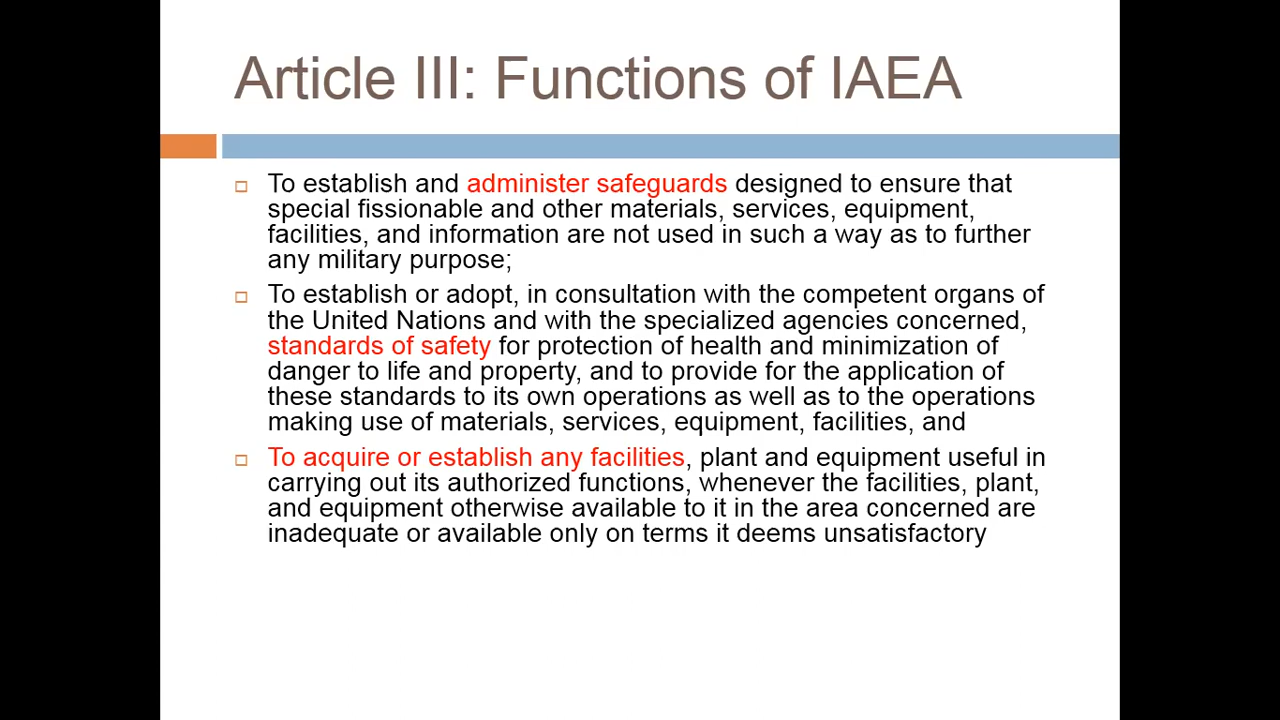 Article III: Functions of IAEA
To establish and administer safeguards designed to ensure that
special fissionable and other materials, services, equipment,
facilities, and information are not used in such a way as to further
any military purpose;
To establish or adopt, in consultation with the competent organs of
the United Nations and with the specialized agencies concerned,
standards of safety for protection of health and minimization of
danger to life and property, and to provide for the application of
these standards to its own operations as well as to the operations
making use of materials, services, equipment, facilities, and
To acquire or establish any facilities, plant and equipment useful in
carrying out its authorized functions, whenever the facilities, plant,
and equipment otherwise available to it in the area concerned are
inadequate or available only on terms it deems unsatisfactory